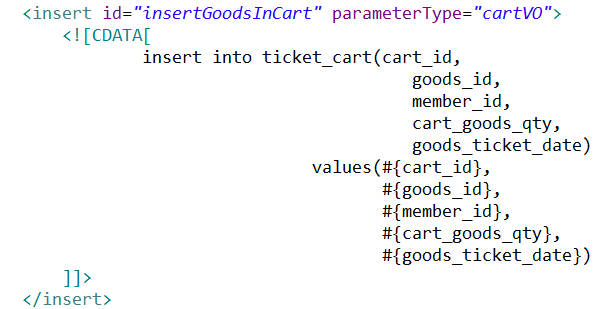 <insert id="insertGoodsInCart" parameterType="cartVO">
<![CDATA[
insert into ticket_cart(cart_id,
goods_id,
member_id,
cart_goods_qty,
goods_ticket_date)
values(#{cart_id},
#{goods_id},
#{member_id},
#{cart_goods_qty},
#{goods_ticket_date})
]]>
</insert>